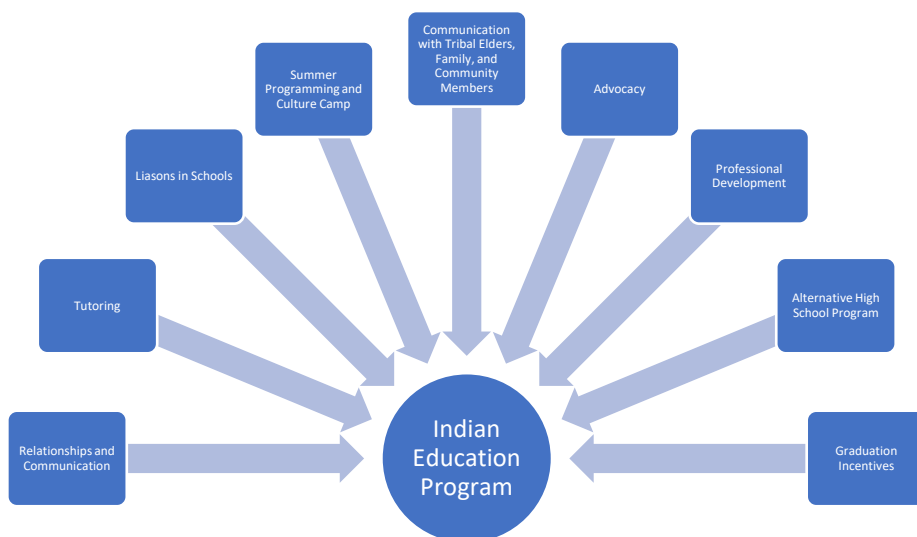 Communication
with Tribal Elders,
Family, and
Community
Members
Summer
Programming and
Culture Camp
Advocacy
Liasons in Schools
Professional
Development
Tutoring
Alternative High
School Program
Relationships and
Communication
Indian
Education
Program
Graduation
Incentives